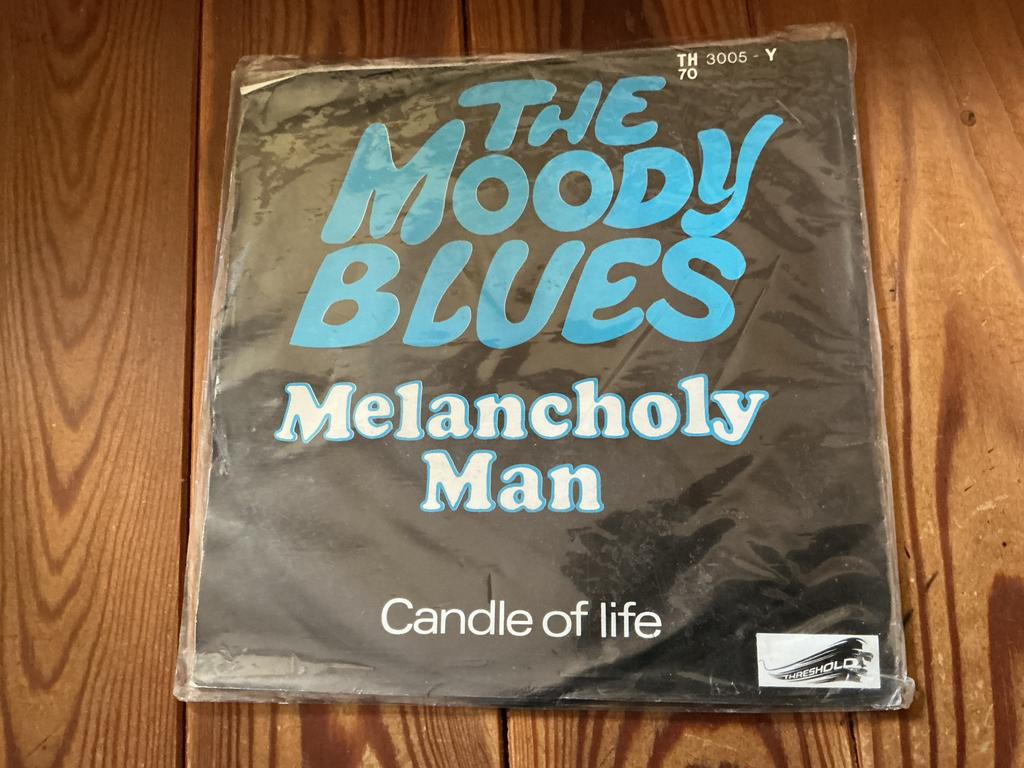 TH 3005 - Y
70
THE
MOODY
BLUES
Melancholy
Man
Candle of life
THRESHOLD